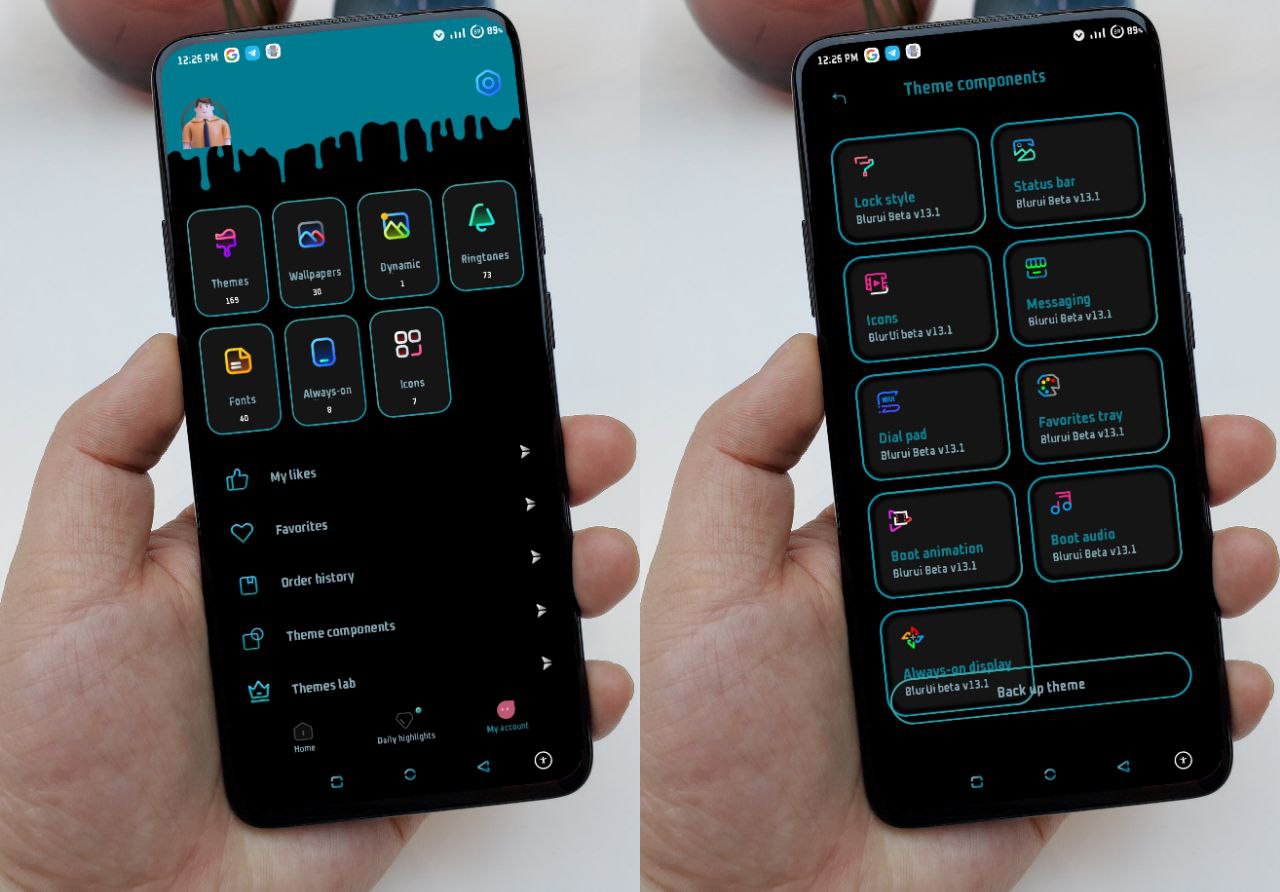 12:26 PM
89%
Themes
169
Wallpapers
30
Dynamic
1
Ringtones
73
Fonts
40
Always-on
8
Icons
7
My likes
Favorites
Order history
Theme components
Themes lab
Home
Daily highlights
My account
12:26 PM
89%
Theme components
Lock style
Blurui Beta v13.1
Status bar
Blurui Beta v13.1
Icons
BlurUi beta v13.1
Messaging
Blurui Beta v13.1
Dial pad
Blurui Beta v13.1
Favorites tray
Blurui Beta v13.1
Boot animation
Blurui Beta v13.1
Boot audio
Blurui Beta v13.1
Always-on display
BlurUi beta v13.1
Back up theme